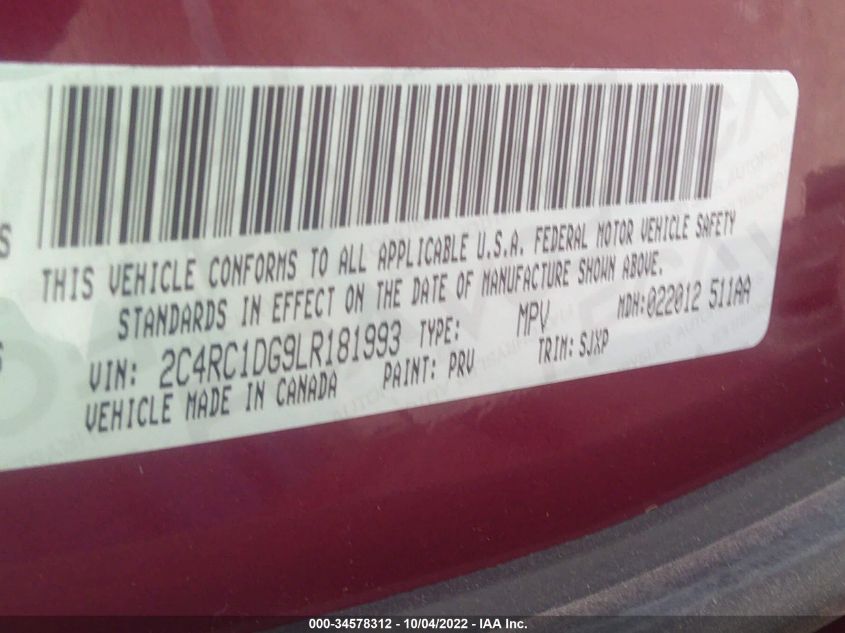 THIS VEHICLE CONFORMS TO ALL APPLICABLE U.S.A. FEDERAL MOTOR VEHICLE SAFETY
STANDARDS IN EFFECT ON THE DATE OF MANUFACTURE SHOWN ABOVE.
VIN: 2C4RC1DG9LR181993 TYPE: MPV MDH:022012 511AA
VEHICLE MADE IN CANADA PAINT: PRV TRIM: SJXP
000-34578312 - 10/04/2022 - IAA Inc.